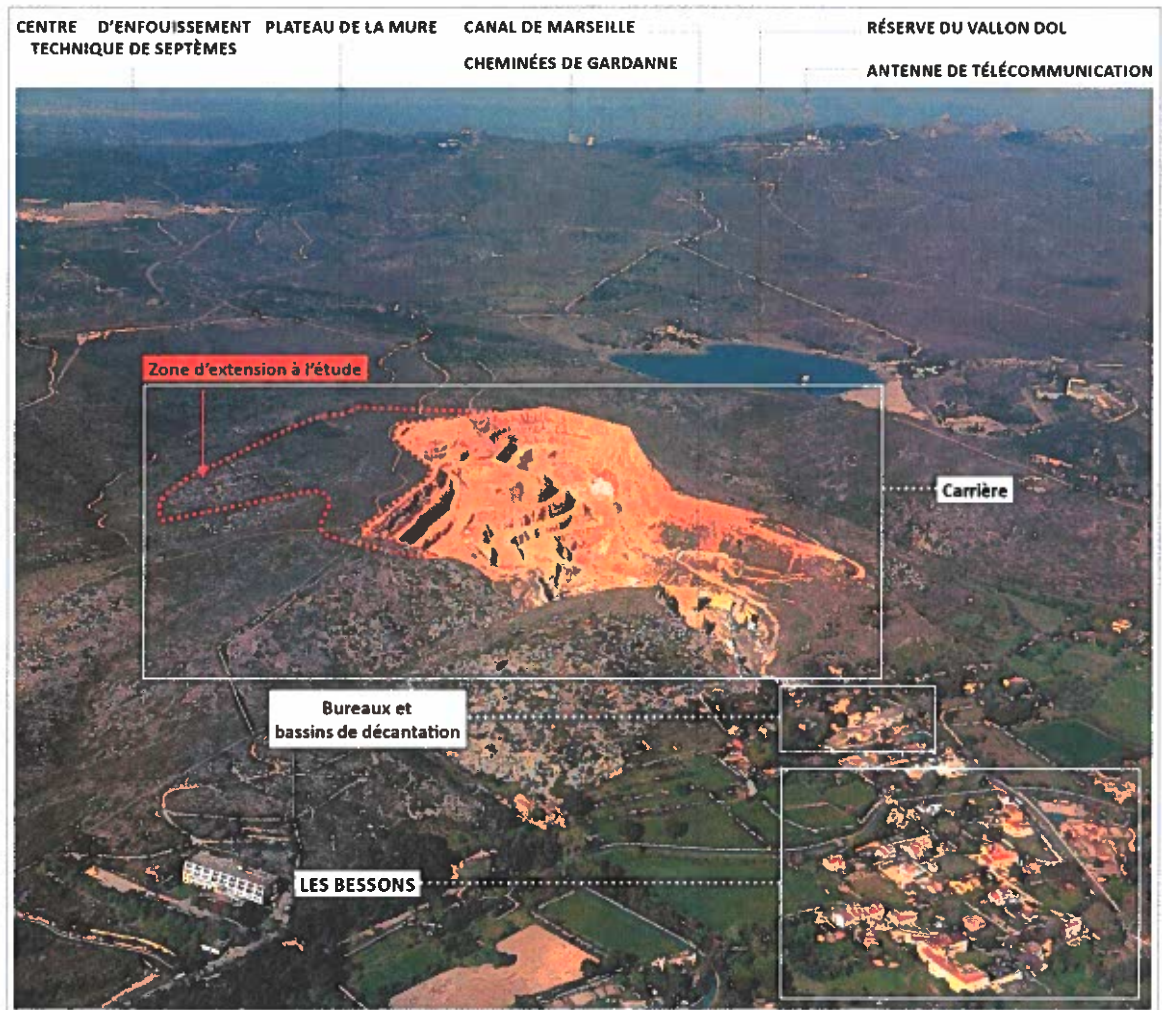 CENTRE D'ENFOUISSEMENT
TECHNIQUE DE SEPTÈMES
PLATEAU DE LA MURE
CANAL DE MARSEILLE
CHEMINÉES DE GARDANNE
RÉSERVE DU VALLON DOL
ANTENNE DE TÉLÉCOMMUNICATION
Zone d'extension à l'étude
Carrière
Bureaux et
bassins de décantation
LES BESSONS